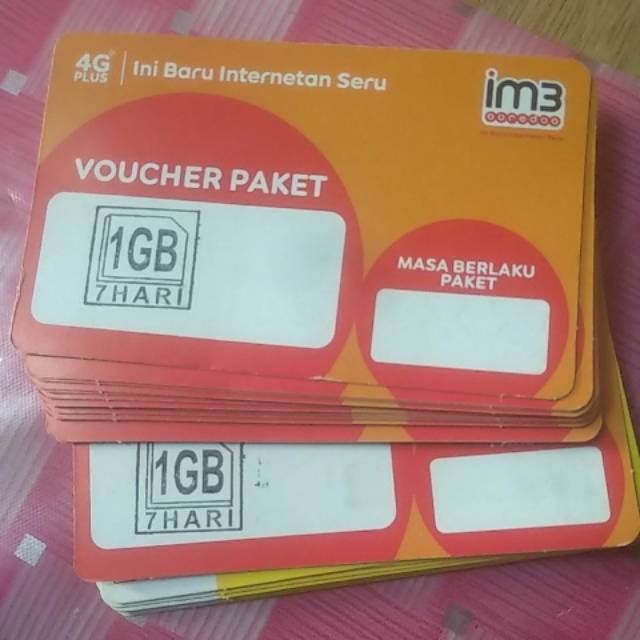 4G PLUS | Ini Baru Internetan Seru
im3
ooredoo
VOUCHER PAKET
1GB
7HARI
MASA BERLAKU
PAKET
1GB
7HARI